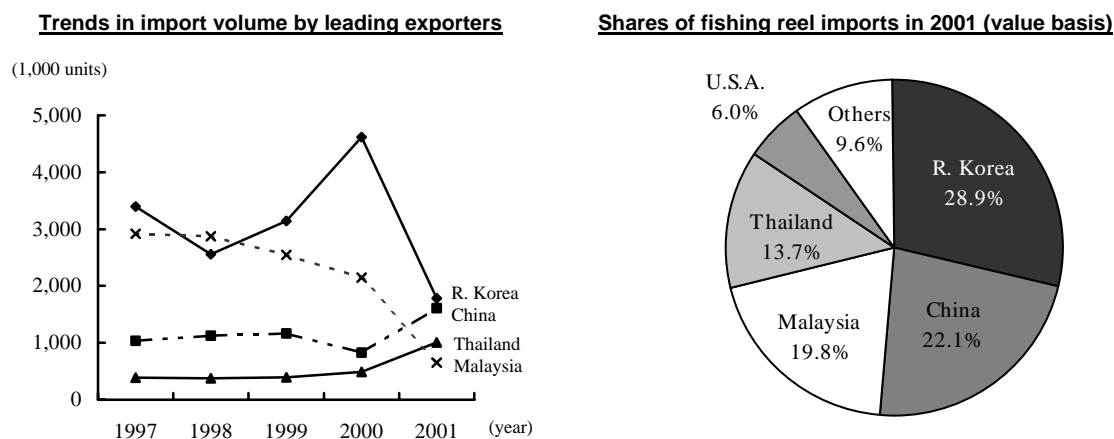 Trends in import volume by leading exporters
(1,000 units)
5,000
4,000
3,000
2,000
1,000
0
1997 1998 1999 2000 2001 (year)
R. Korea
China
Thailand
Malaysia
Shares of fishing reel imports in 2001 (value basis)
U.S.A.
6.0%
Others
9.6%
R. Korea
28.9%
Thailand
13.7%
Malaysia
19.8%
China
22.1%